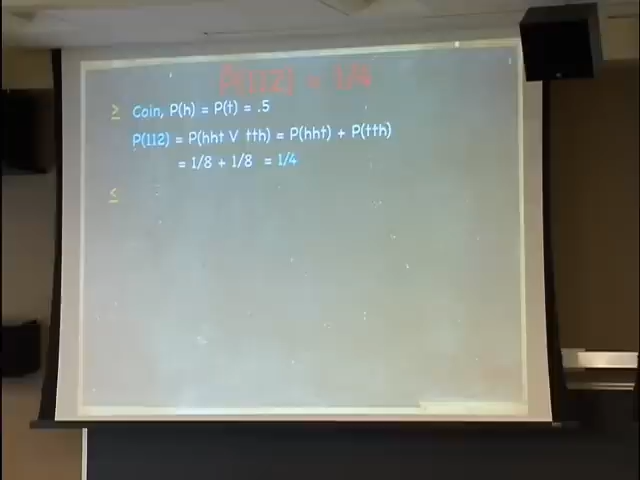 P(112) = 1/4
≥ Coin, P(h) = P(t) = .5
P(112) = P(hht V tth) = P(hht) + P(tth)
= 1/8 + 1/8 = 1/4
≤